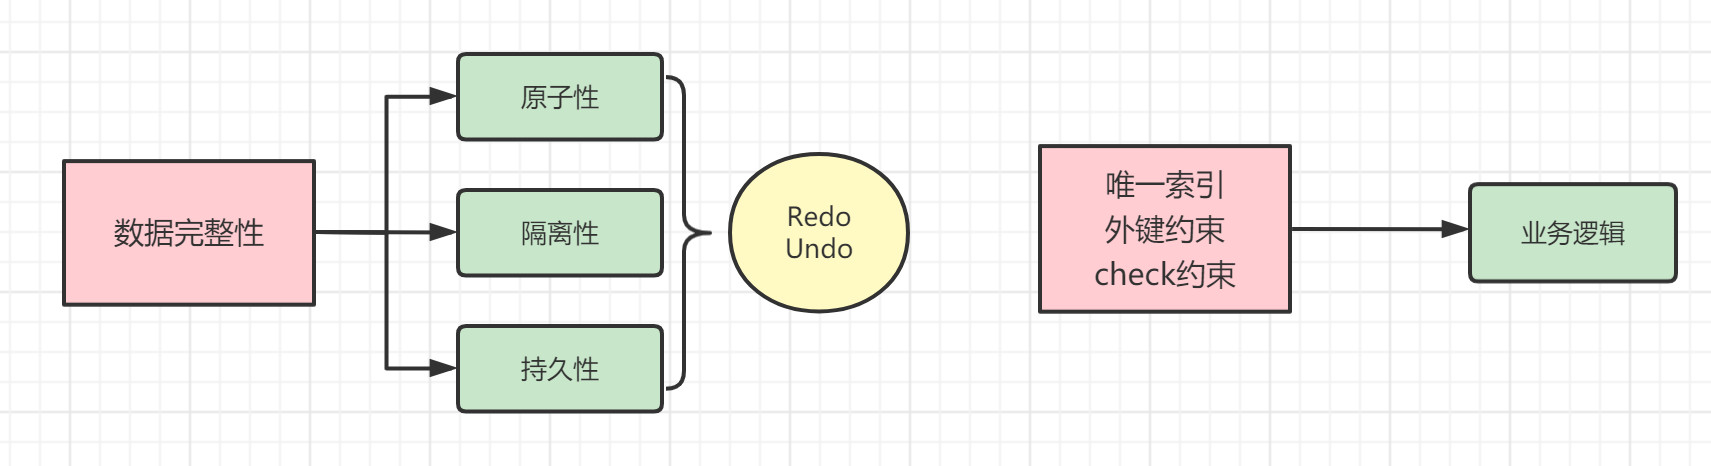 数据完整性
原子性
隔离性
持久性
Redo
Undo
唯一索引
外键约束
check约束
业务逻辑